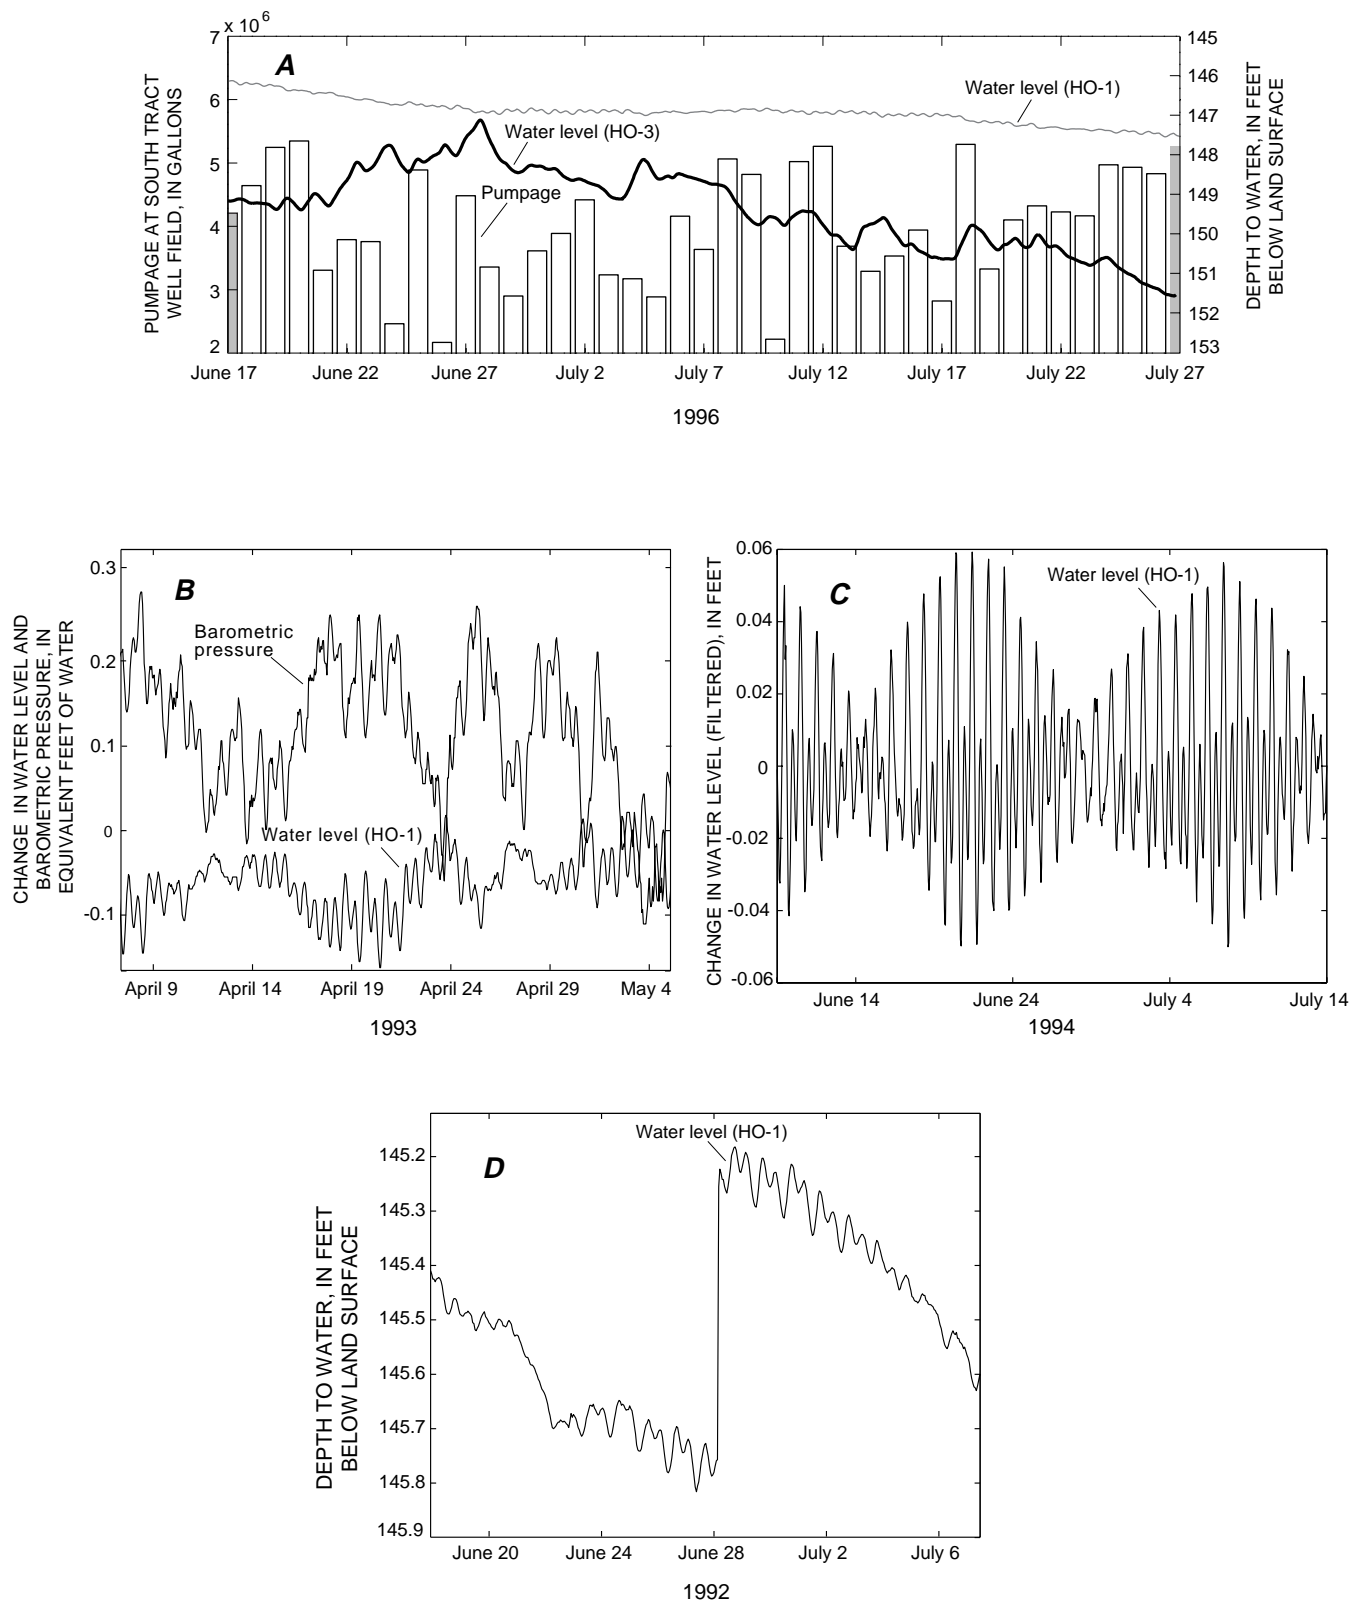 7 x 10 6
A
6
5
4
3
2
PUMPAGE AT SOUTH TRACT
WELL FIELD, IN GALLONS
Water level (HO-1)
Water level (HO-3)
Pumpage
145
146
147
148
149
150
151
152
153
DEPTH TO WATER, IN FEET
BELOW LAND SURFACE
June 17 June 22 June 27 July 2 July 7 July 12 July 17 July 22 July 27
1996
B
0.3
0.2
0.1
0
-0.1
CHANGE IN WATER LEVEL AND
BAROMETRIC PRESSURE, IN
EQUIVALENT FEET OF WATER
Barometric
pressure
Water level (HO-1)
April 9 April 14 April 19 April 24 April 29 May 4
1993
C
0.06
0.04
0.02
0
-0.02
-0.04
-0.06
CHANGE IN WATER LEVEL (FILTERED), IN FEET
Water level (HO-1)
June 14 June 24 July 4 July 14
1994
D
145.2
145.3
145.4
145.5
145.6
145.7
145.8
145.9
DEPTH TO WATER, IN FEET
BELOW LAND SURFACE
Water level (HO-1)
June 20 June 24 June 28 July 2 July 6
1992